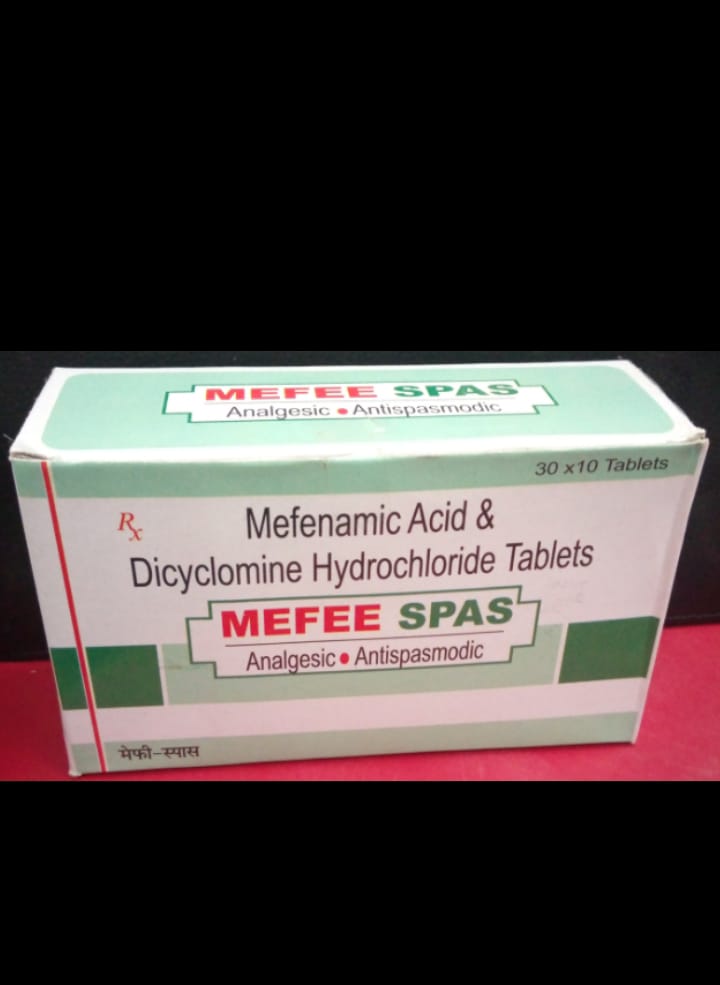 MEFEE SPAS
Analgesic • Antispasmodic
30 x10 Tablets
Rx
Mefenamic Acid &
Dicyclomine Hydrochloride Tablets
MEFEE SPAS
Analgesic • Antispasmodic
मेफी-स्पास